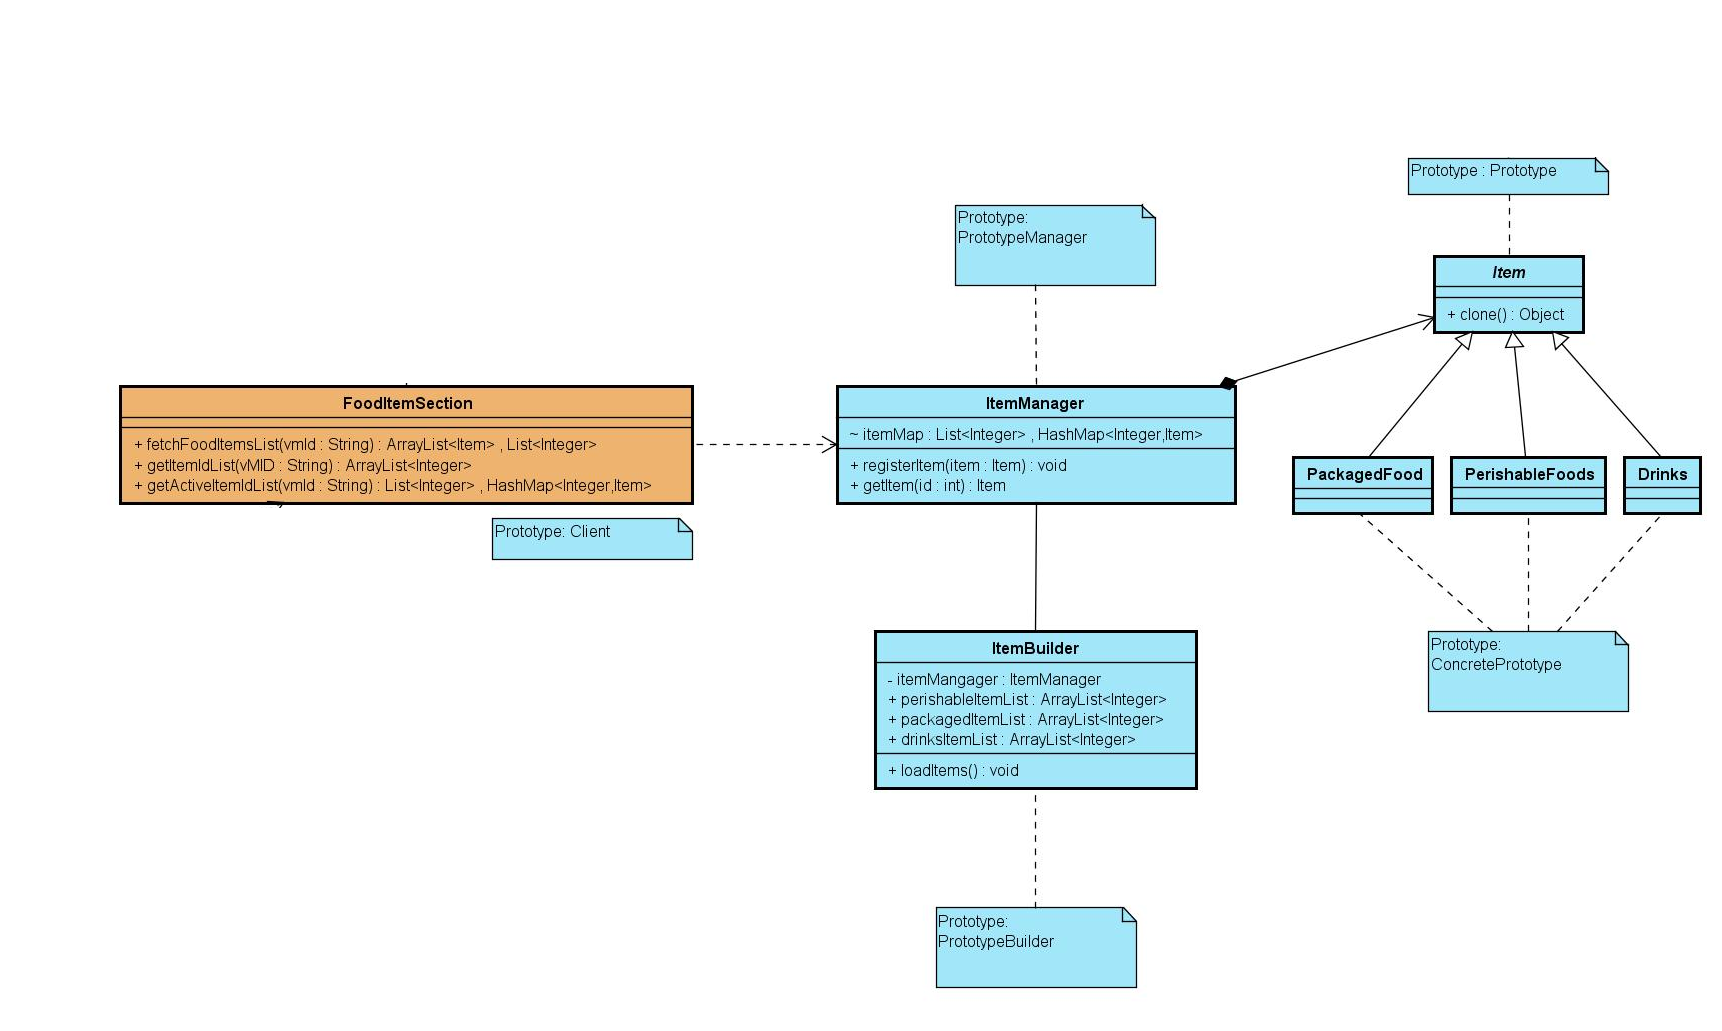 Prototype : Prototype
Prototype:
PrototypeManager
Item
+ clone() : Object
FoodItemSection
+ fetchFoodItemsList(vmId : String) : ArrayList<Item> , List<Integer>
+ getItemIdList(vMID : String) : ArrayList<Integer>
+ getActiveItemIdList(vmId : String) : List<Integer> , HashMap<Integer,Item>
Prototype: Client
ItemManager
~ itemMap : List<Integer> , HashMap<Integer,Item>
+ registerItem(item : Item) : void
+ getItem(id : int) : Item
PackagedFood
PerishableFoods
Drinks
Prototype:
ConcretePrototype
ItemBuilder
- itemMangager : ItemManager
+ perishableItemList : ArrayList<Integer>
+ packagedItemList : ArrayList<Integer>
+ drinksItemList : ArrayList<Integer>
+ loadItems() : void
Prototype:
PrototypeBuilder